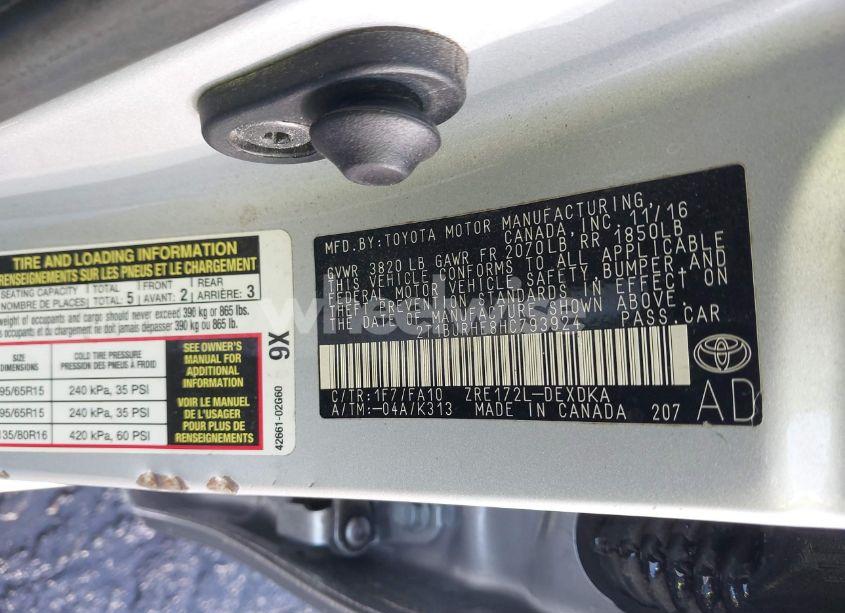 TIRE AND LOADING INFORMATION
RENSEIGNEMENTS SUR LES PNEUS ET LE CHARGEMENT
SEATING CAPACITY TOTAL 5 FRONT 2 REAR 3
NOMBRE DE PLACES: TOTAL: AVANT: ARRIÈRE:
weight of occupants and cargo should never exceed 390 kg or 865 lbs.
occupants et du chargement ne doit jamais dépasser 390 kg ou 865 lb.
SIZE COLD TIRE PRESSURE
DIMENSIONS PRESSION DES PNEUS À FROID
95/65R15 240 kPa, 35 PSI
95/65R15 240 kPa, 35 PSI
135/80R16 420 kPa, 60 PSI
SEE OWNER'S
MANUAL FOR
ADDITIONAL
INFORMATION
VOIR LE MANUEL
DE L'USAGER
POUR PLUS DE
RENSEIGNEMENTS
9X
42661-02G60
MFD.BY:TOYOTA MOTOR MANUFACTURING,
CANADA,INC. 11/16
GVWR 3820LB GAWR FR 2070LB RR 1850LB
THIS VEHICLE CONFORMS TO ALL APPLICABLE
FEDERAL MOTOR VEHICLE SAFETY,BUMPER,AND
THEFT PREVENTION STANDARDS IN EFFECT ON
THE DATE OF MANUFACTURE SHOWN ABOVE.
PASS.CAR
C/TR:1F7/FA10 ZRE172L-DEXDKA
A/TM:-04A/K313 MADE IN CANADA 207
AD